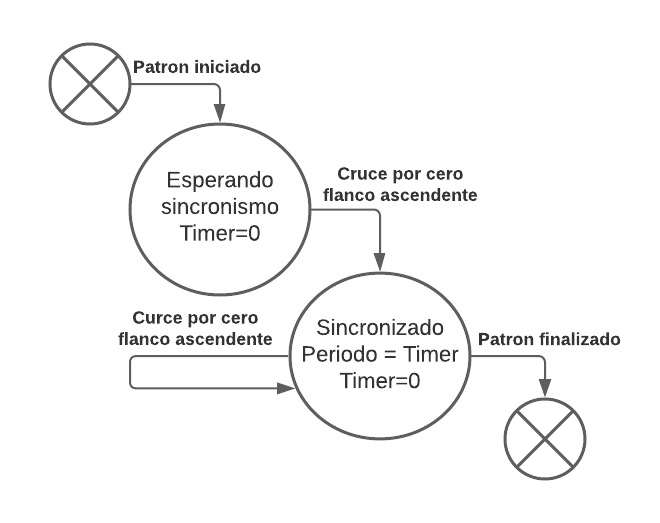 Patron iniciado
Esperando
sincronismo
Timer=0
Cruce por cero
flanco ascendente
Curce por cero
flanco ascendente
Sincronizado
Periodo = Timer
Timer=0
Patron finalizado